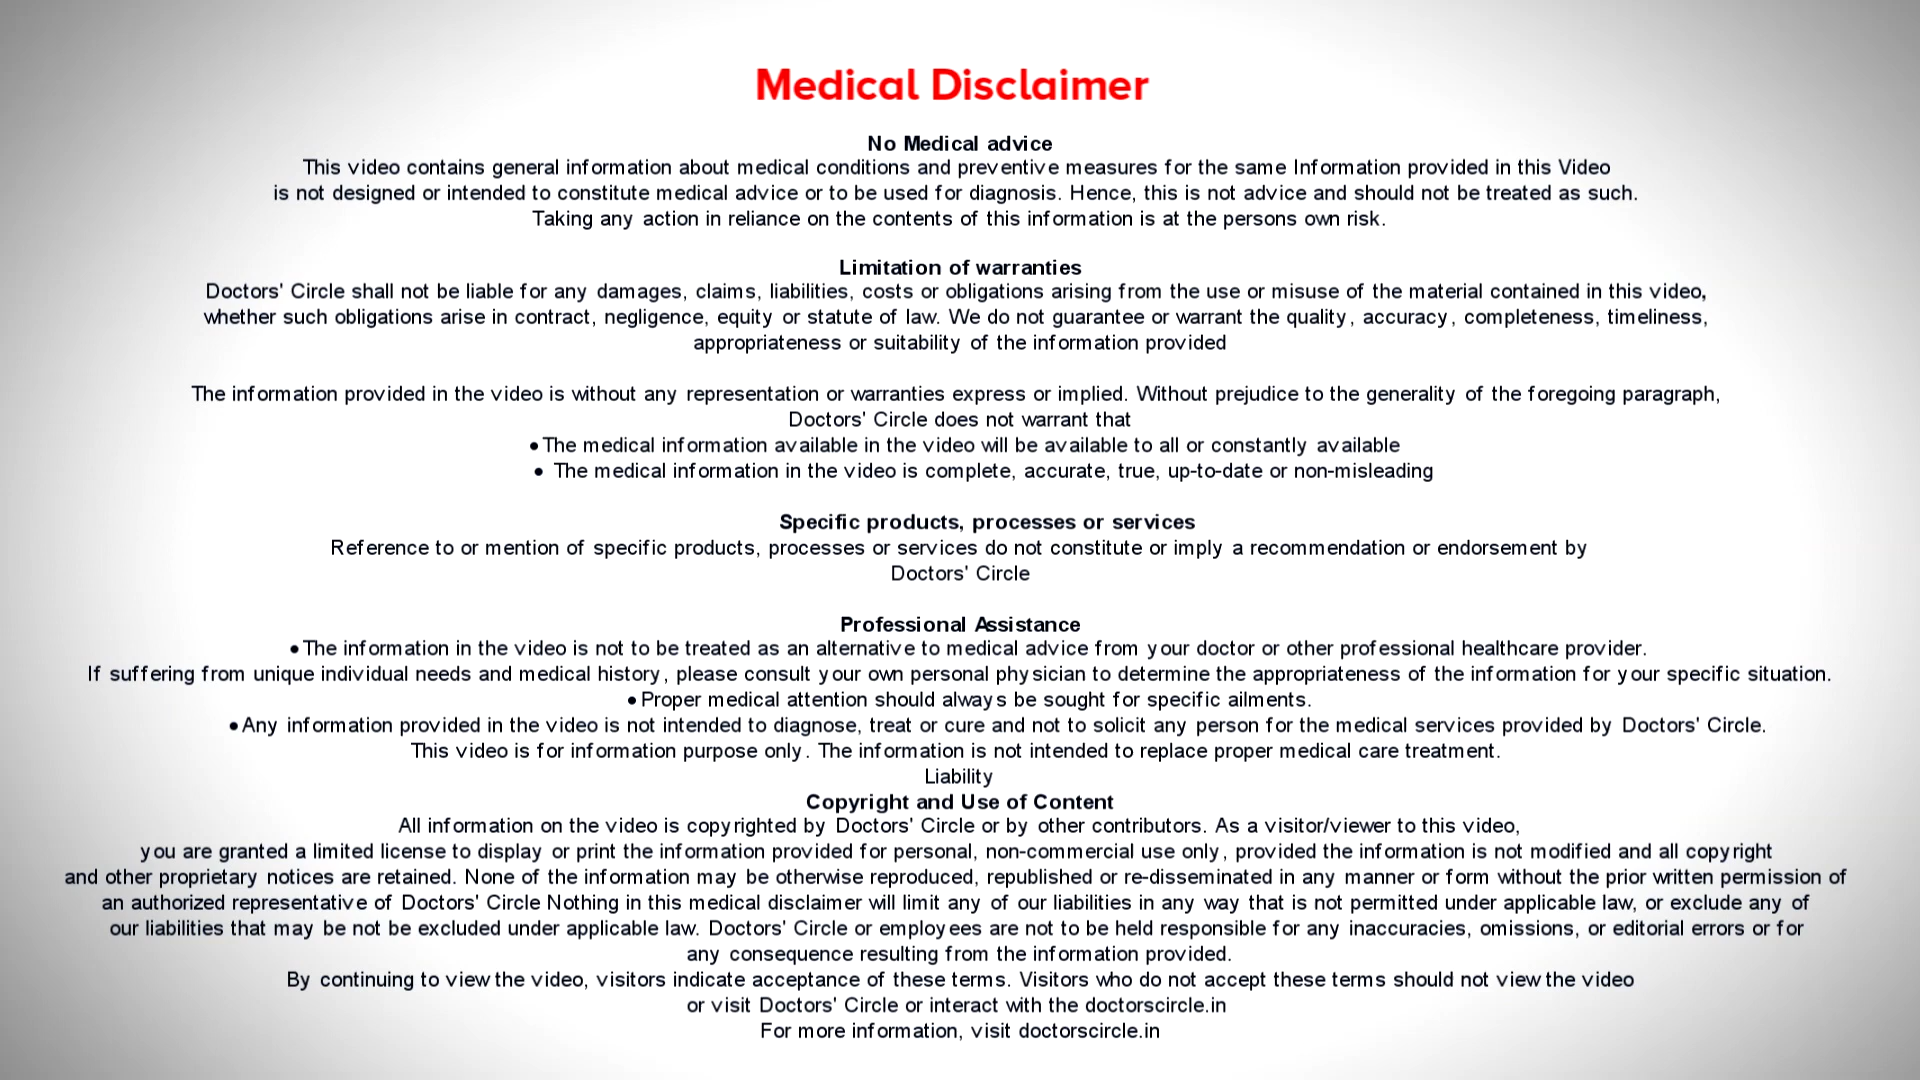 Medical Disclaimer
No Medical advice
This video contains general information about medical conditions and preventive measures for the same Information provided in this Video
is not designed or intended to constitute medical advice or to be used for diagnosis. Hence, this is not advice and should not be treated as such.
Taking any action in reliance on the contents of this information is at the persons own risk.
Limitation of warranties
Doctors' Circle shall not be liable for any damages, claims, liabilities, costs or obligations arising from the use or misuse of the material contained in this video,
whether such obligations arise in contract, negligence, equity or statute of law. We do not guarantee or warrant the quality, accuracy, completeness, timeliness,
appropriateness or suitability of the information provided
The information provided in the video is without any representation or warranties express or implied. Without prejudice to the generality of the foregoing paragraph,
Doctors' Circle does not warrant that
• The medical information available in the video will be available to all or constantly available
• The medical information in the video is complete, accurate, true, up-to-date or non-misleading
Specific products, processes or services
Reference to or mention of specific products, processes or services do not constitute or imply a recommendation or endorsement by
Doctors' Circle
Professional Assistance
• The information in the video is not to be treated as an alternative to medical advice from your doctor or other professional healthcare provider.
If suffering from unique individual needs and medical history, please consult your own personal physician to determine the appropriateness of the information for your specific situation.
• Proper medical attention should always be sought for specific ailments.
• Any information provided in the video is not intended to diagnose, treat or cure and not to solicit any person for the medical services provided by Doctors' Circle.
This video is for information purpose only. The information is not intended to replace proper medical care treatment.
Liability
Copyright and Use of Content
All information on the video is copyrighted by Doctors' Circle or by other contributors. As a visitor/viewer to this video,
you are granted a limited license to display or print the information provided for personal, non-commercial use only, provided the information is not modified and all copyright
and other proprietary notices are retained. None of the information may be otherwise reproduced, republished or re-disseminated in any manner or form without the prior written permission of
an authorized representative of Doctors' Circle Nothing in this medical disclaimer will limit any of our liabilities in any way that is not permitted under applicable law, or exclude any of
our liabilities that may be not be excluded under applicable law. Doctors' Circle or employees are not to be held responsible for any inaccuracies, omissions, or editorial errors or for
any consequence resulting from the information provided.
By continuing to view the video, visitors indicate acceptance of these terms. Visitors who do not accept these terms should not view the video
or visit Doctors' Circle or interact with the doctorscircle.in
For more information, visit doctorscircle.in